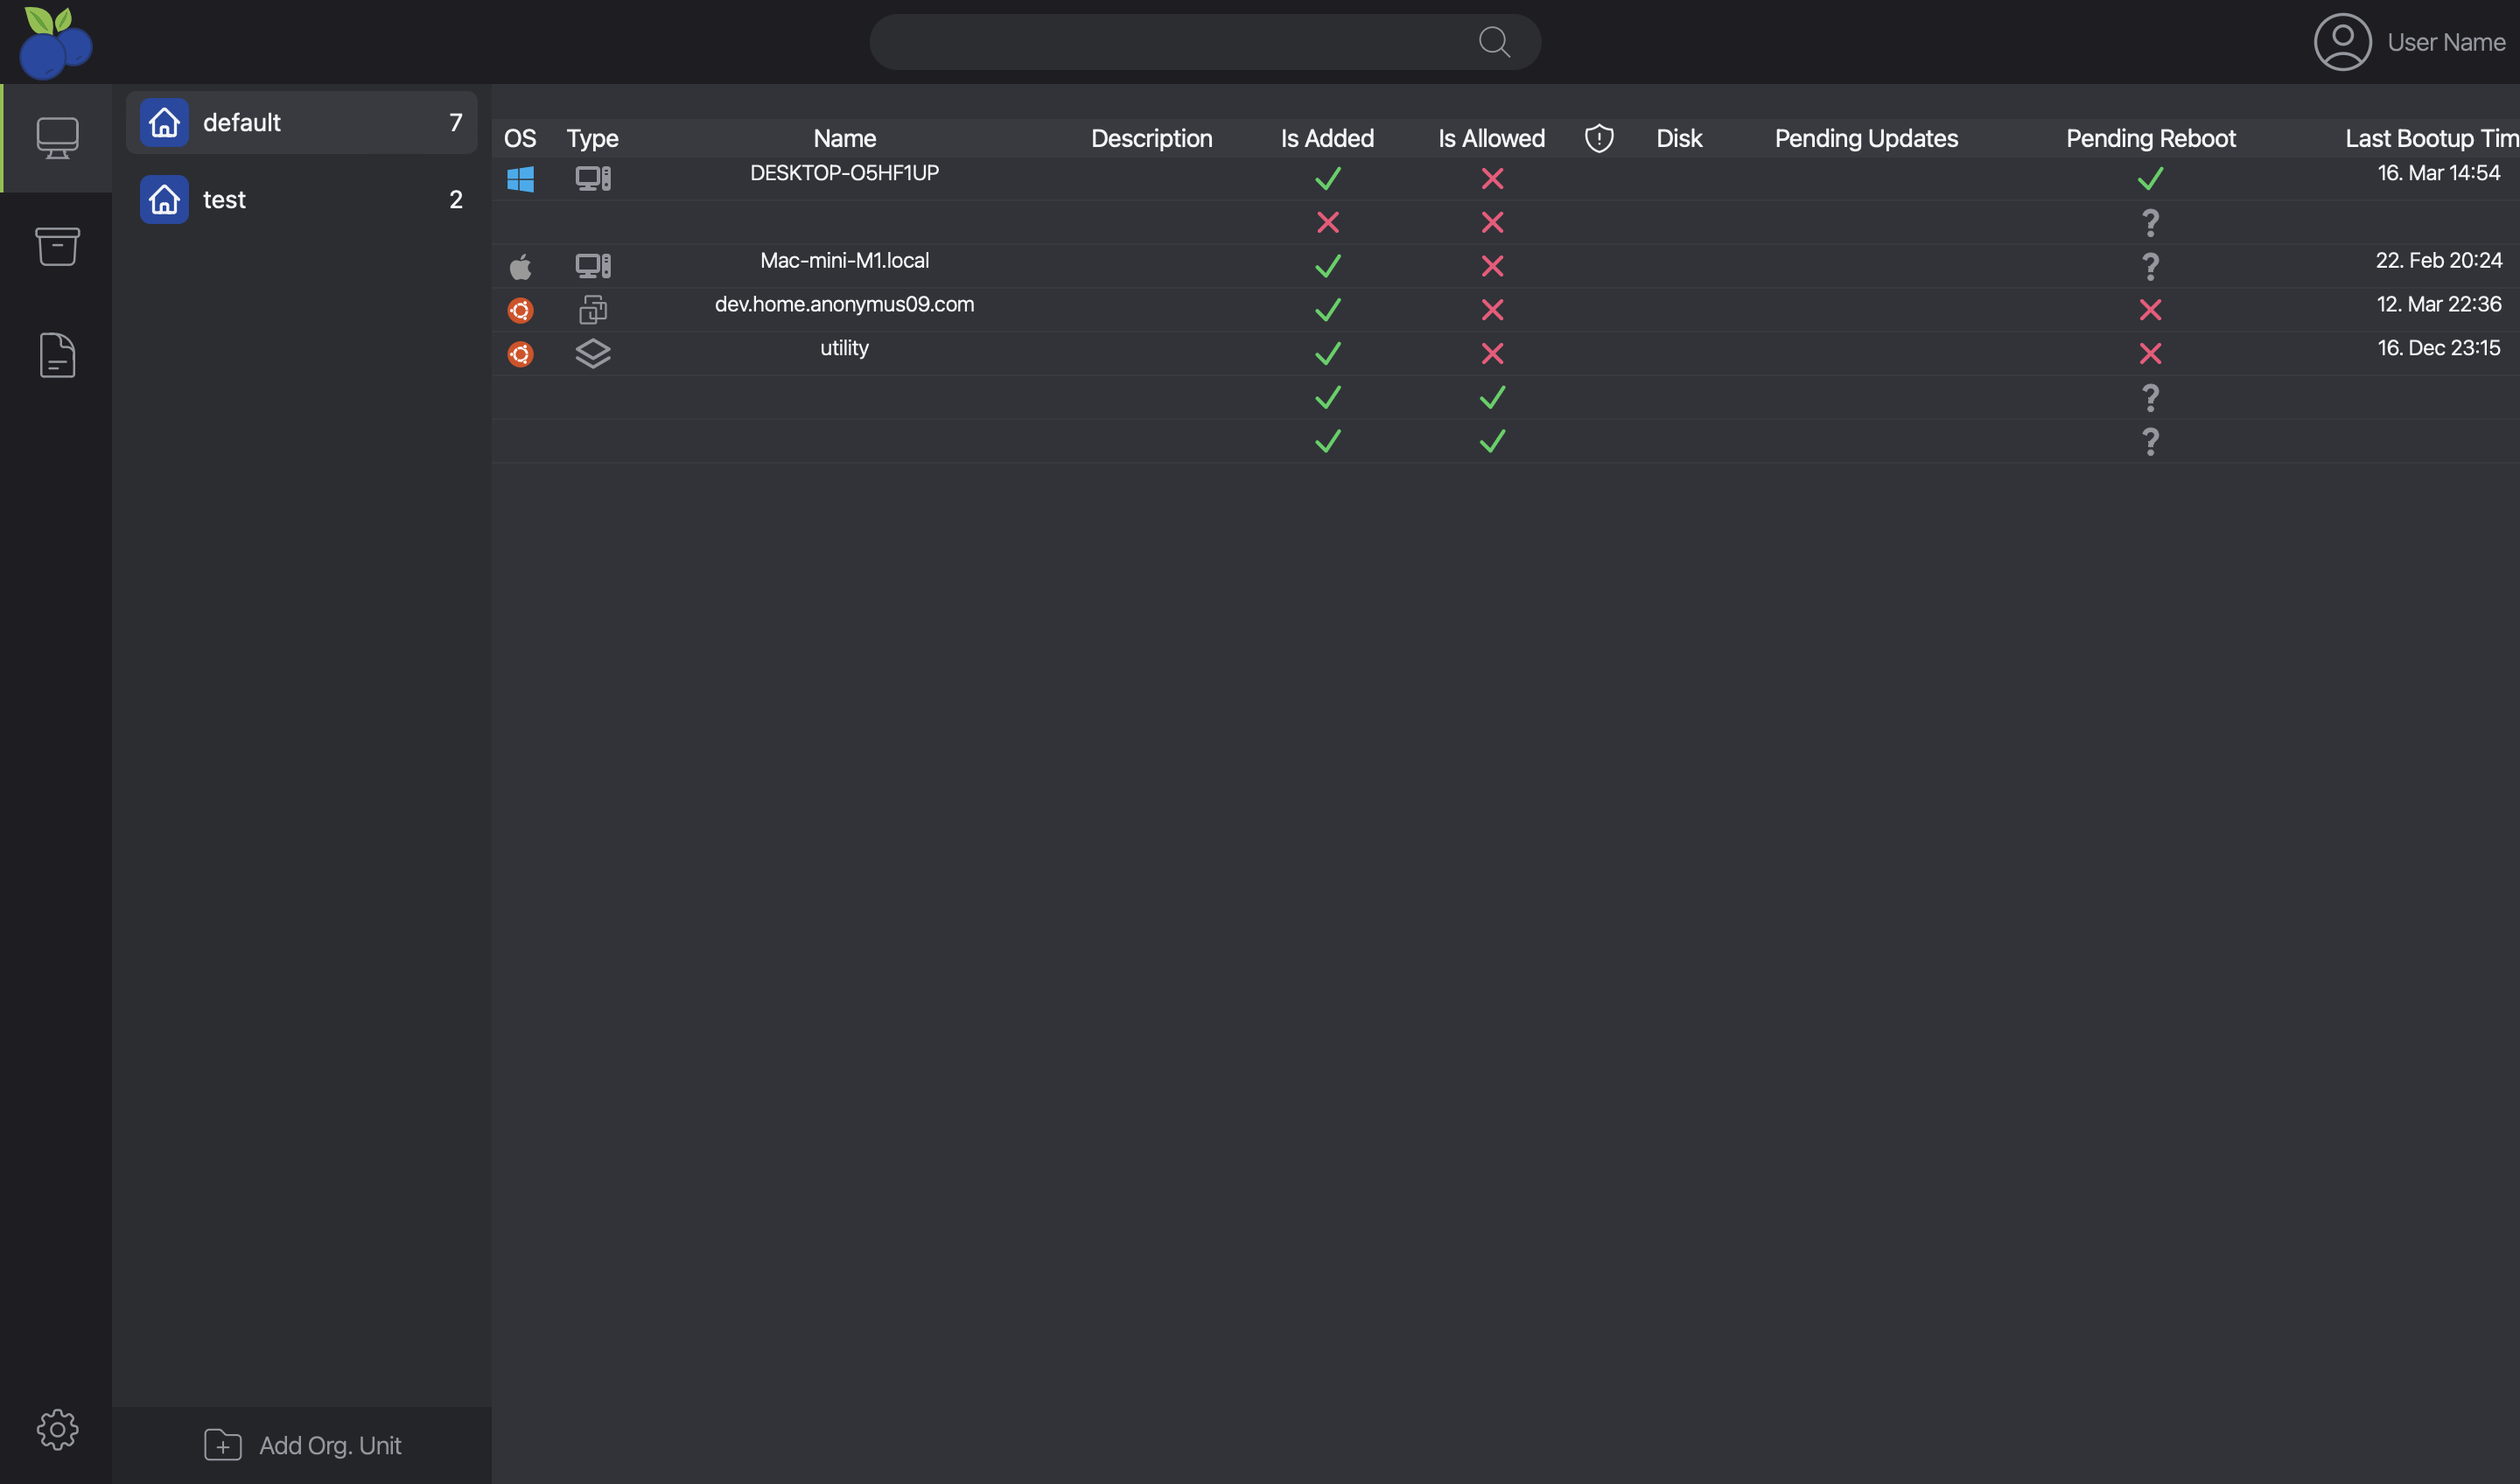 User Name
default 7
test 2
Add Org. Unit
OS Type Name Description Is Added Is Allowed Disk Pending Updates Pending Reboot Last Bootup Tim
DESKTOP-O5HF1UP 16. Mar 14:54
?
Mac-mini-M1.local ? 22. Feb 20:24
dev.home.anonymus09.com 12. Mar 22:36
utility 16. Dec 23:15
?
?